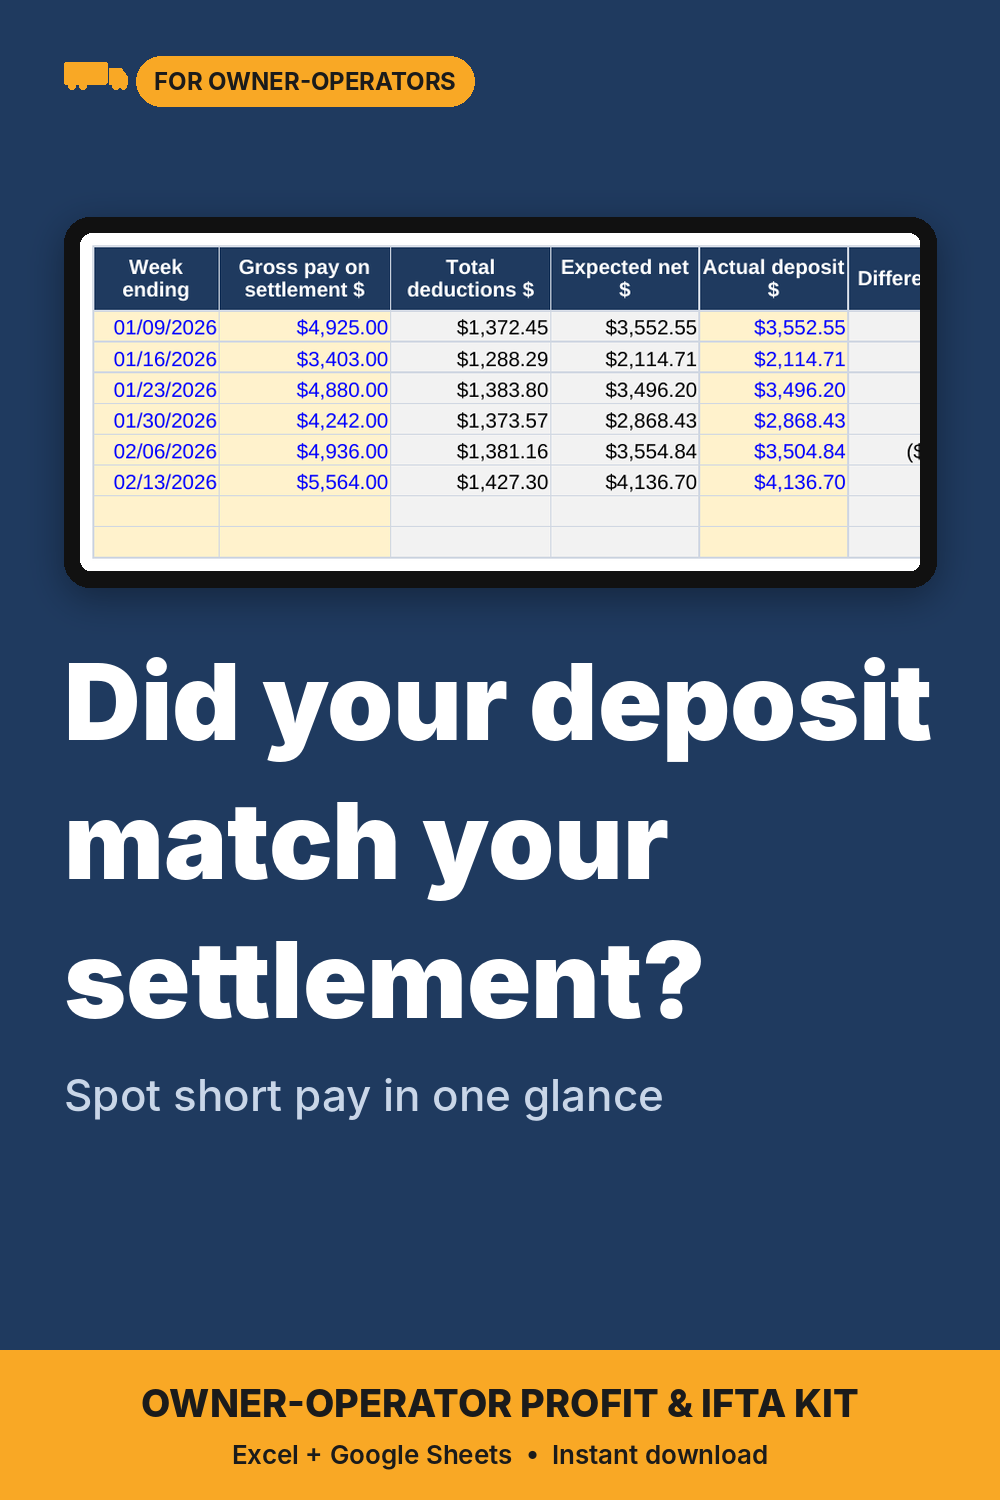 FOR OWNER-OPERATORS
Week ending Gross pay on settlement $ Total deductions $ Expected net $ Actual deposit $ Differe
01/09/2026 $4,925.00 $1,372.45 $3,552.55 $3,552.55
01/16/2026 $3,403.00 $1,288.29 $2,114.71 $2,114.71
01/23/2026 $4,880.00 $1,383.80 $3,496.20 $3,496.20
01/30/2026 $4,242.00 $1,373.57 $2,868.43 $2,868.43
02/06/2026 $4,936.00 $1,381.16 $3,554.84 $3,504.84 ($
02/13/2026 $5,564.00 $1,427.30 $4,136.70 $4,136.70
Did your deposit
match your
settlement?
Spot short pay in one glance
OWNER-OPERATOR PROFIT & IFTA KIT
Excel + Google Sheets • Instant download